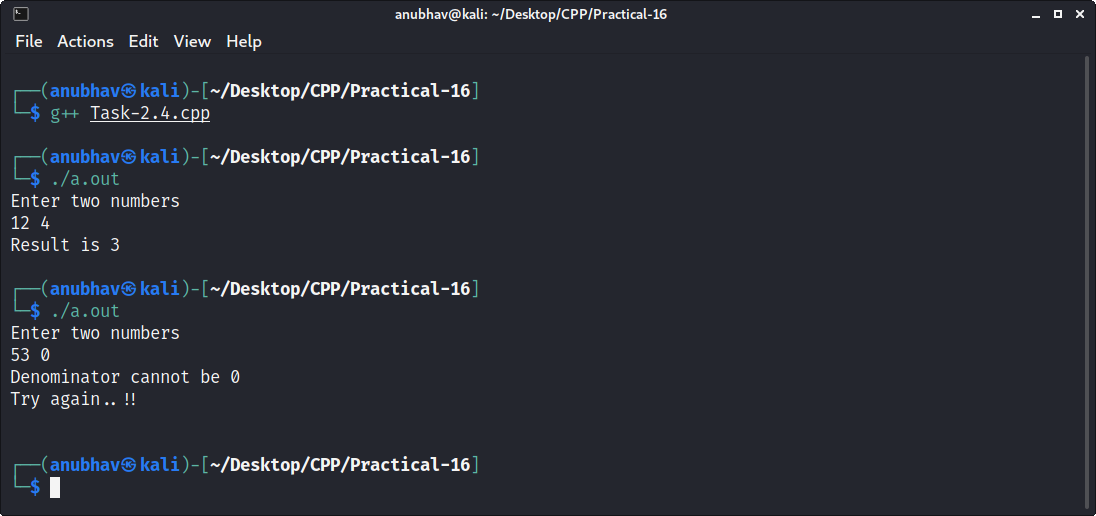 anubhav@kali: ~/Desktop/CPP/Practical-16
File Actions Edit View Help
┌──(anubhav㉿kali)-[~/Desktop/CPP/Practical-16]
└─$ g++ Task-2.4.cpp
┌──(anubhav㉿kali)-[~/Desktop/CPP/Practical-16]
└─$ ./a.out
Enter two numbers
12 4
Result is 3
┌──(anubhav㉿kali)-[~/Desktop/CPP/Practical-16]
└─$ ./a.out
Enter two numbers
53 0
Denominator cannot be 0
Try again..!!
┌──(anubhav㉿kali)-[~/Desktop/CPP/Practical-16]
└─$